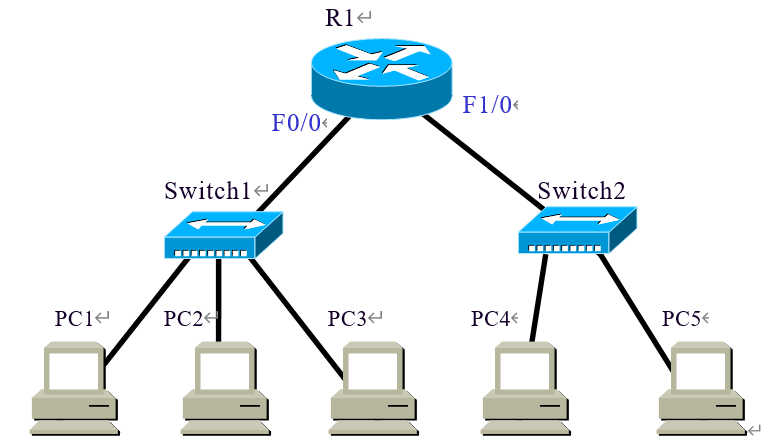 R1
F0/0
F1/0
Switch1
Switch2
PC1
PC2
PC3
PC4
PC5